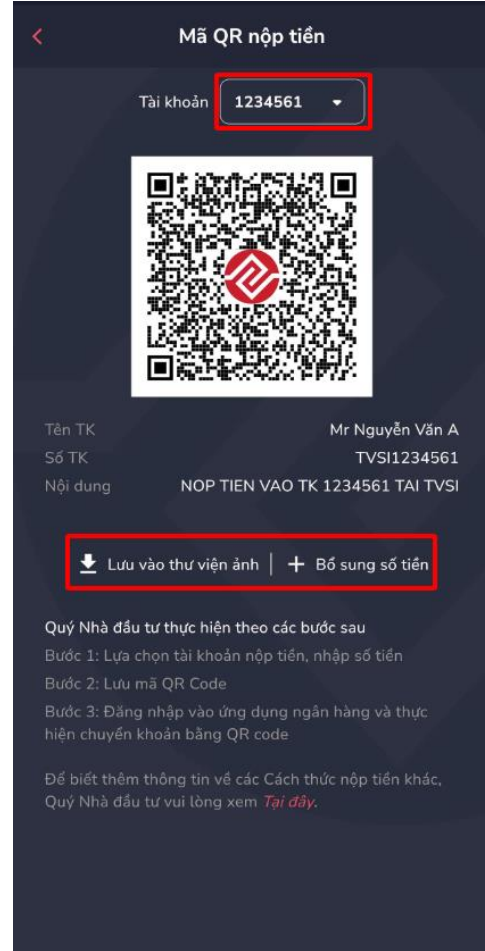 Mã QR nộp tiền
Tài khoản 1234561
Tên TK Mr Nguyễn Văn A
Số TK TVSI1234561
Nội dung NOP TIEN VAO TK 1234561 TAI TVSI
Lưu vào thư viện ảnh | + Bổ sung số tiền
Quý Nhà đầu tư thực hiện theo các bước sau
Bước 1: Lựa chọn tài khoản nộp tiền, nhập số tiền
Bước 2: Lưu mã QR Code
Bước 3: Đăng nhập vào ứng dụng ngân hàng và thực
hiện chuyển khoản bằng QR code
Để biết thêm thông tin về các Cách thức nộp tiền khác,
Quý Nhà đầu tư vui lòng xem Tại đây.